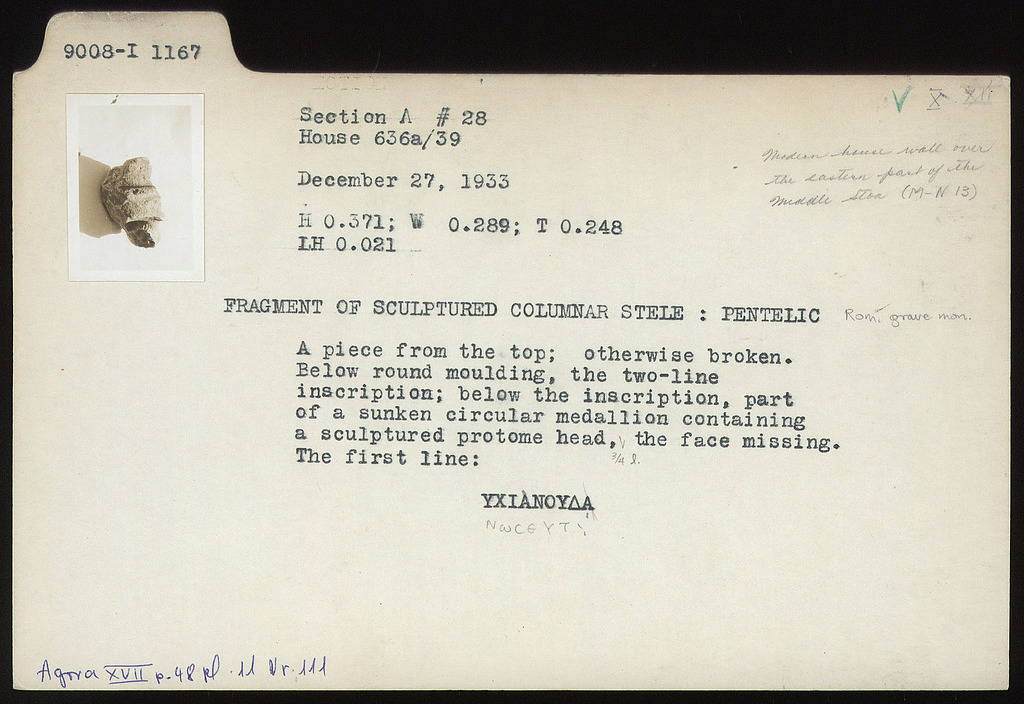 9008-I 1167
V X XII
Section A # 28
House 636a/39
Modern house wall over
the eastern part of the
Middle Stoa (M-N 13)
December 27, 1933
H 0.371; W 0.289; T 0.248
LH 0.021
FRAGMENT OF SCULPTURED COLUMNAR STELE : PENTELIC Rom. grave mon.
A piece from the top; otherwise broken.
Below round moulding, the two-line
inscription; below the inscription, part
of a sunken circular medallion containing
a sculptured protome head, the face missing.
3/4 l.
The first line:
ΥΧΙΑΝΟΥΔΑ
ΝωCΕΥΤ
Agora XVII p.48 pl.11 Nr.111